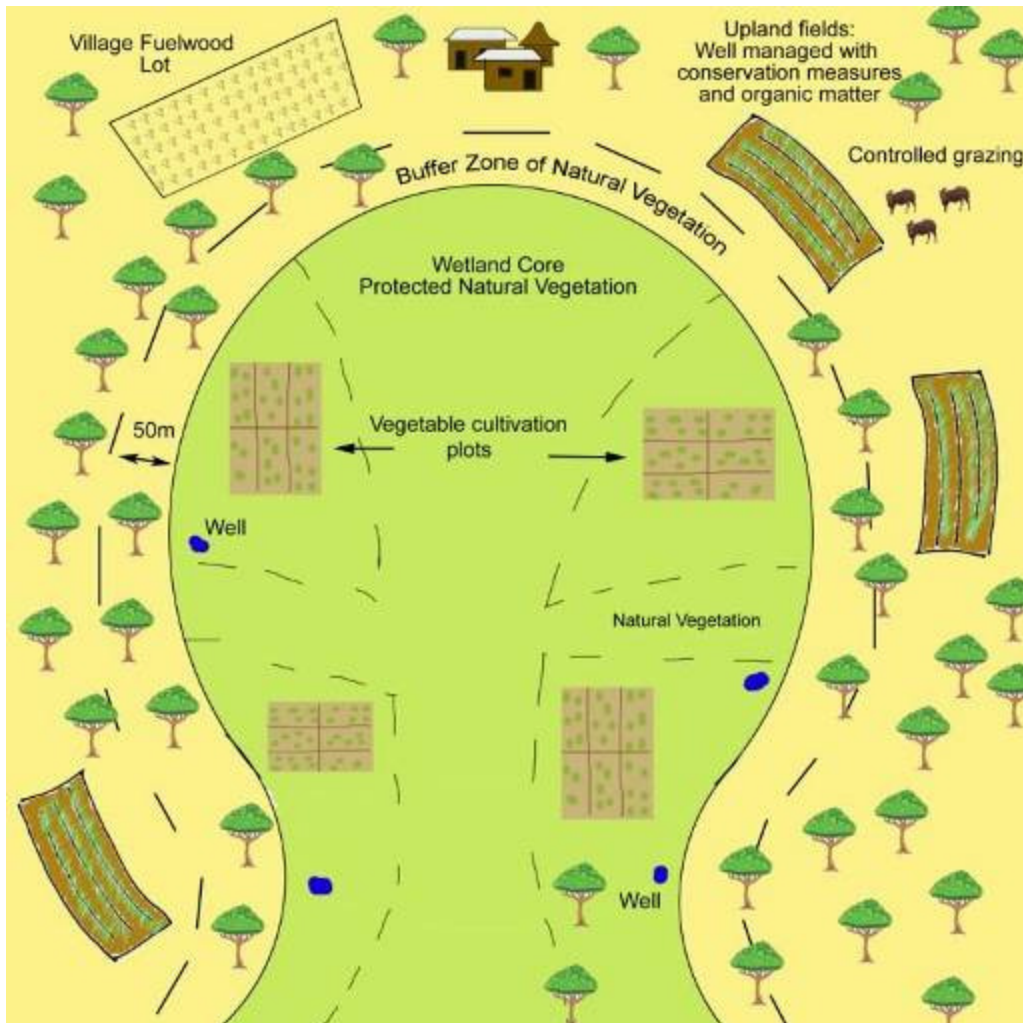 Village Fuelwood
Lot
Upland fields:
Well managed with
conservation measures
and organic matter
Controlled grazing
Buffer Zone of Natural Vegetation
Wetland Core
Protected Natural Vegetation
Vegetable cultivation
plots
50m
Well
Natural Vegetation
Well